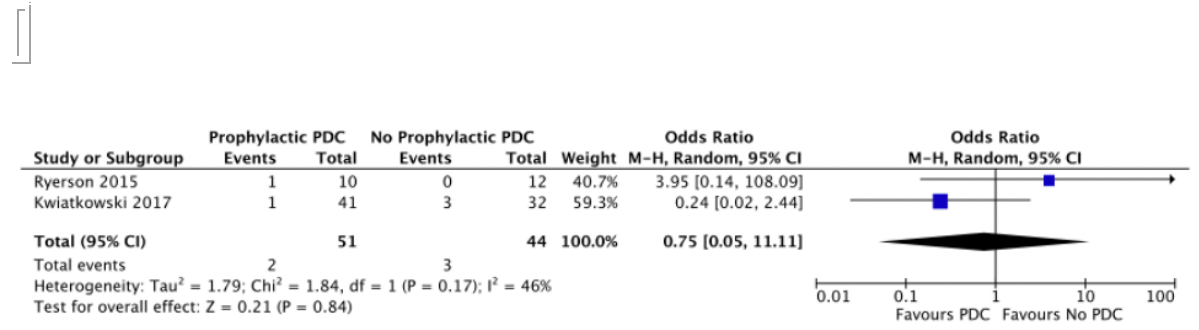 Prophylactic PDC No Prophylactic PDC Odds Ratio Odds Ratio
Study or Subgroup Events Total Events Total Weight M-H, Random, 95% CI M-H, Random, 95% CI
Ryerson 2015 1 10 0 12 40.7% 3.95 [0.14, 108.09]
Kwiatkowski 2017 1 41 3 32 59.3% 0.24 [0.02, 2.44]
Total (95% CI) 51 44 100.0% 0.75 [0.05, 11.11]
Total events 2 3
Heterogeneity: Tau² = 1.79; Chi² = 1.84, df = 1 (P = 0.17); I² = 46%
Test for overall effect: Z = 0.21 (P = 0.84)
0.01 0.1 1 10 100
Favours PDC Favours No PDC